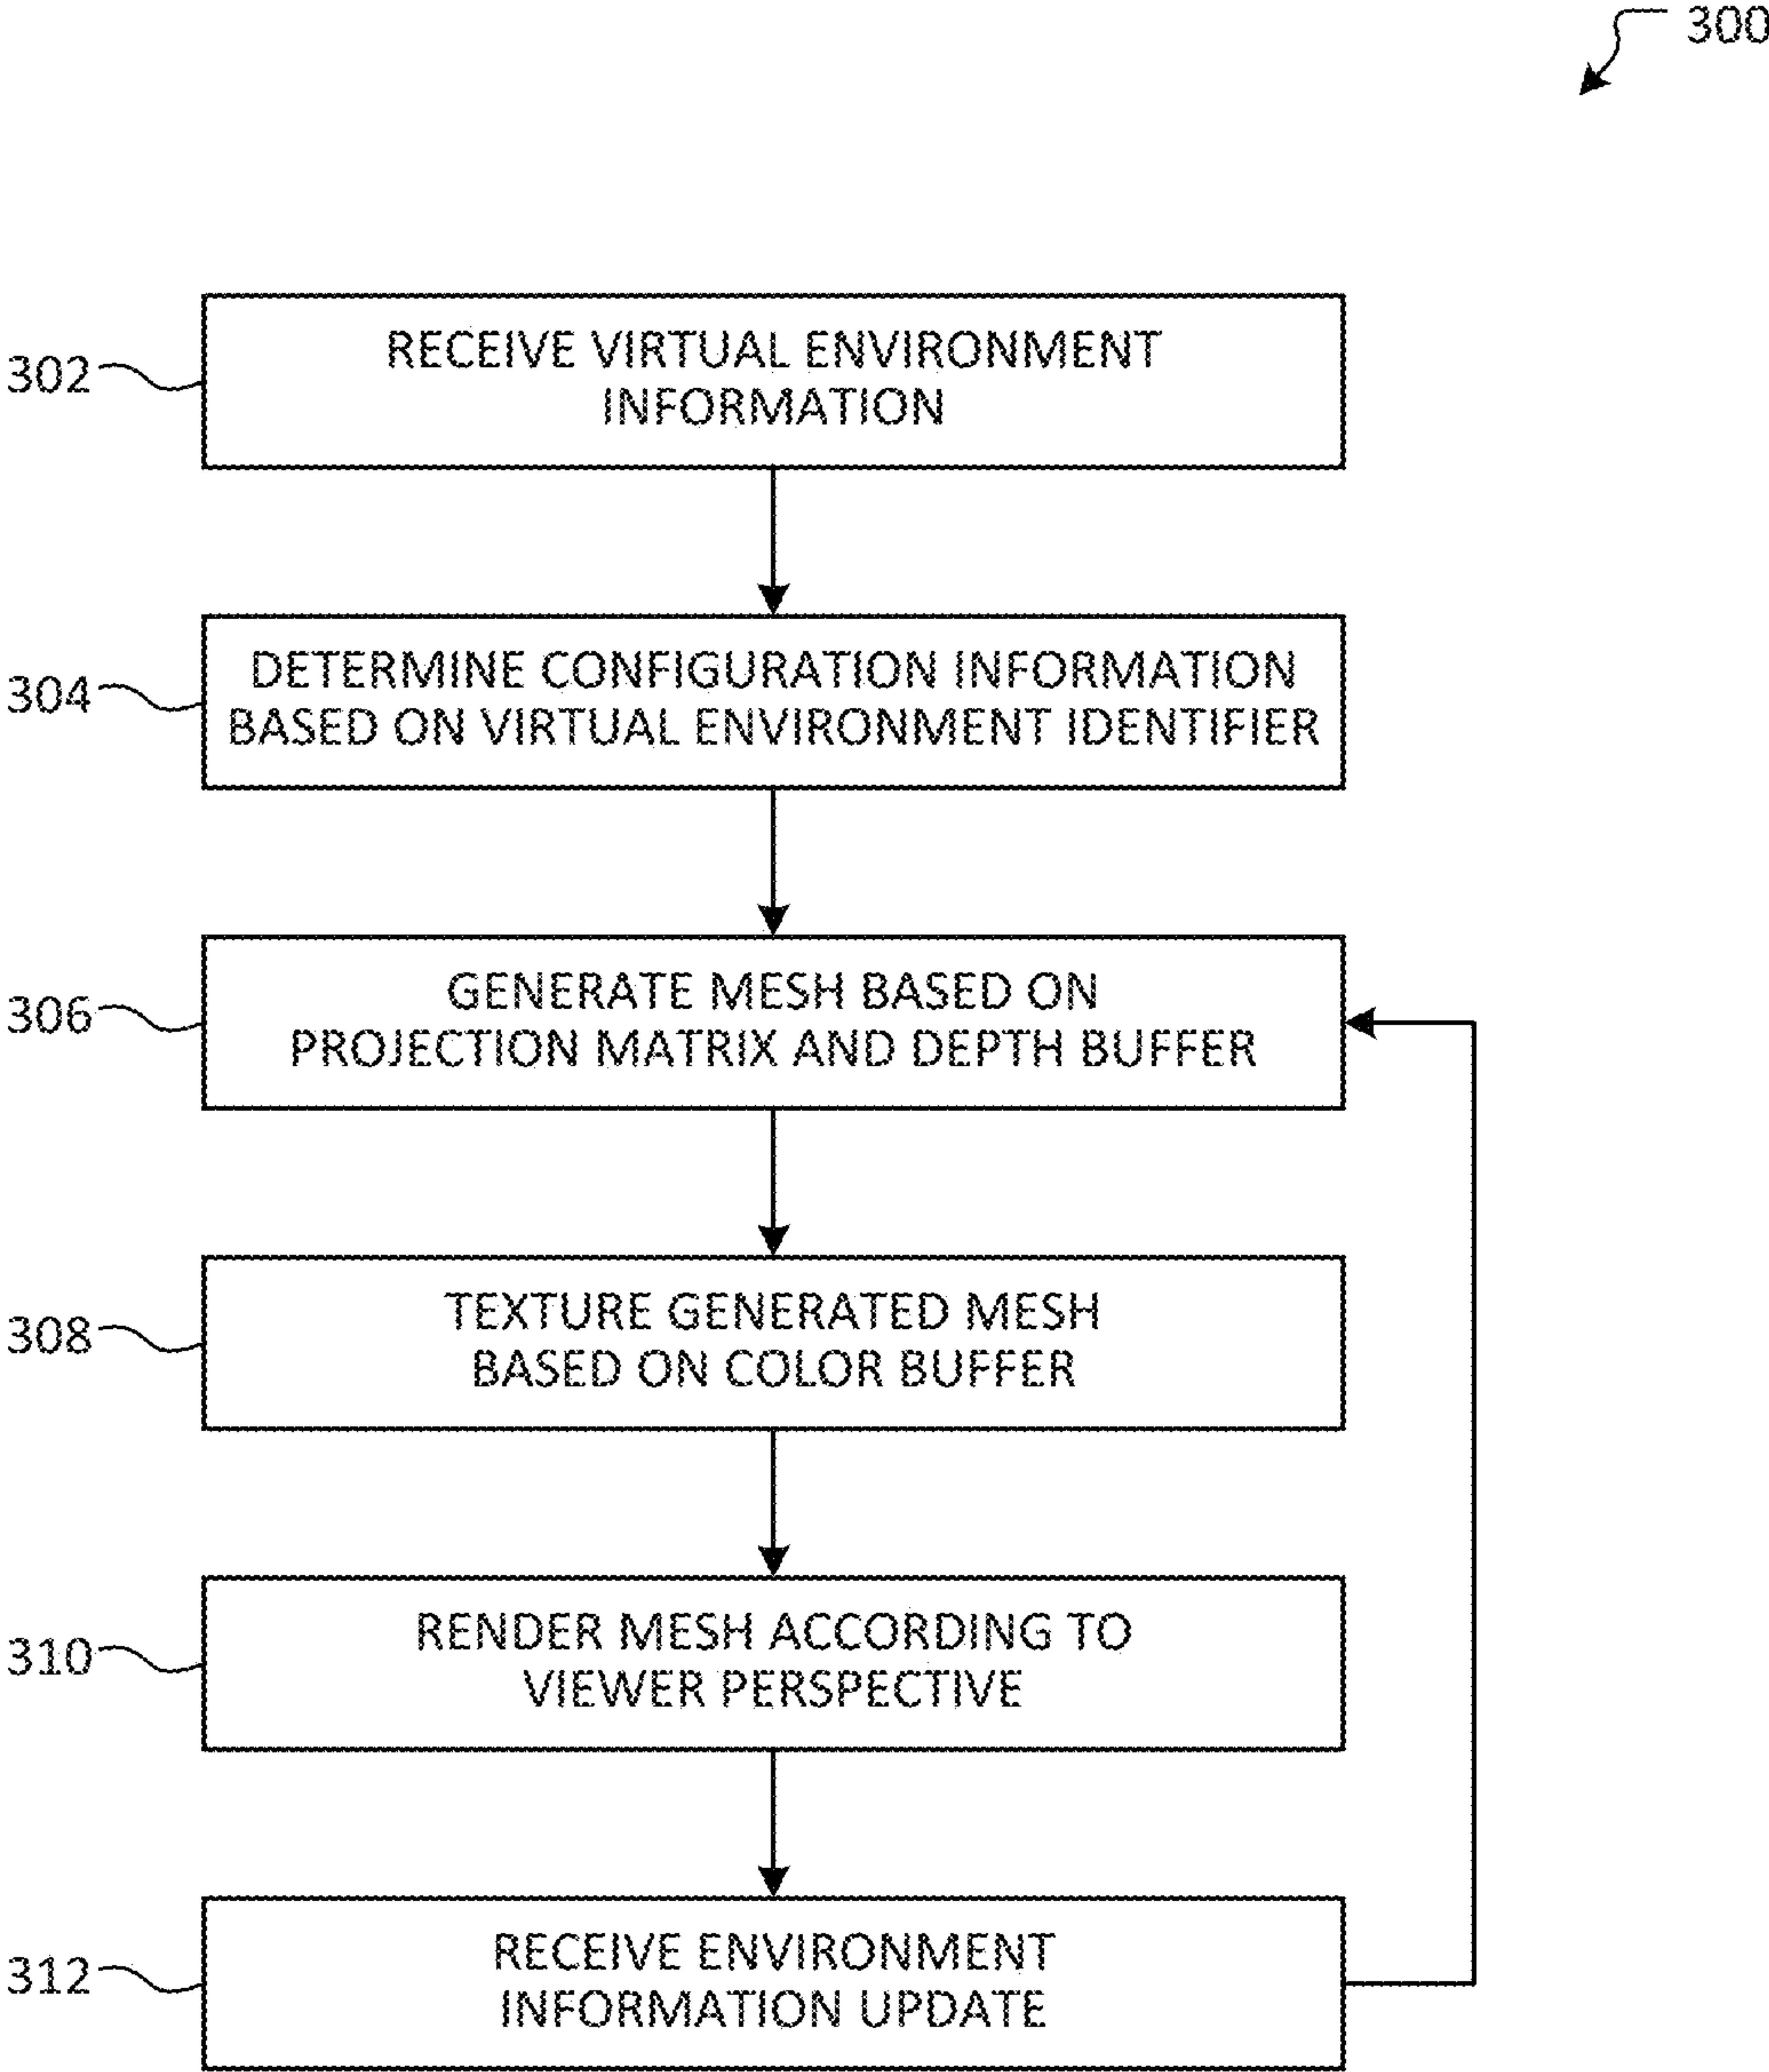 300
302
RECEIVE VIRTUAL ENVIRONMENT
INFORMATION
304
DETERMINE CONFIGURATION INFORMATION
BASED ON VIRTUAL ENVIRONMENT IDENTIFIER
306
GENERATE MESH BASED ON
PROJECTION MATRIX AND DEPTH BUFFER
308
TEXTURE GENERATED MESH
BASED ON COLOR BUFFER
310
RENDER MESH ACCORDING TO
VIEWER PERSPECTIVE
312
RECEIVE ENVIRONMENT
INFORMATION UPDATE